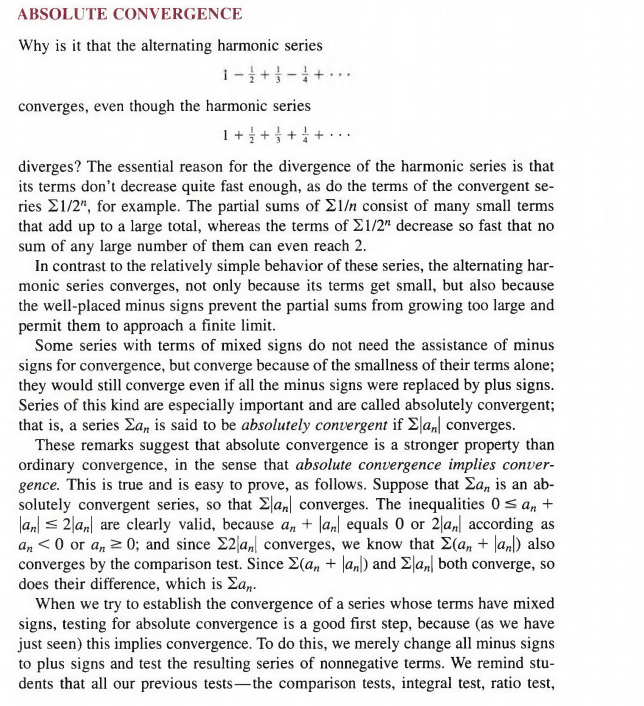 ABSOLUTE CONVERGENCE
Why is it that the alternating harmonic series
1 − 1/2 + 1/3 − 1/4 + · · ·
converges, even though the harmonic series
1 + 1/2 + 1/3 + 1/4 + · · ·
diverges? The essential reason for the divergence of the harmonic series is that
its terms don't decrease quite fast enough, as do the terms of the convergent se-
ries Σ1/2ⁿ, for example. The partial sums of Σ1/n consist of many small terms
that add up to a large total, whereas the terms of Σ1/2ⁿ decrease so fast that no
sum of any large number of them can even reach 2.
In contrast to the relatively simple behavior of these series, the alternating har-
monic series converges, not only because its terms get small, but also because
the well-placed minus signs prevent the partial sums from growing too large and
permit them to approach a finite limit.
Some series with terms of mixed signs do not need the assistance of minus
signs for convergence, but converge because of the smallness of their terms alone;
they would still converge even if all the minus signs were replaced by plus signs.
Series of this kind are especially important and are called absolutely convergent;
that is, a series Σaₙ is said to be absolutely convergent if Σ|aₙ| converges.
These remarks suggest that absolute convergence is a stronger property than
ordinary convergence, in the sense that absolute convergence implies conver-
gence. This is true and is easy to prove, as follows. Suppose that Σaₙ is an ab-
solutely convergent series, so that Σ|aₙ| converges. The inequalities 0 ≤ aₙ +
|aₙ| ≤ 2|aₙ| are clearly valid, because aₙ + |aₙ| equals 0 or 2|aₙ| according as
aₙ < 0 or aₙ ≥ 0; and since Σ2|aₙ| converges, we know that Σ(aₙ + |aₙ|) also
converges by the comparison test. Since Σ(aₙ + |aₙ|) and Σ|aₙ| both converge, so
does their difference, which is Σaₙ.
When we try to establish the convergence of a series whose terms have mixed
signs, testing for absolute convergence is a good first step, because (as we have
just seen) this implies convergence. To do this, we merely change all minus signs
to plus signs and test the resulting series of nonnegative terms. We remind stu-
dents that all our previous tests—the comparison tests, integral test, ratio test,